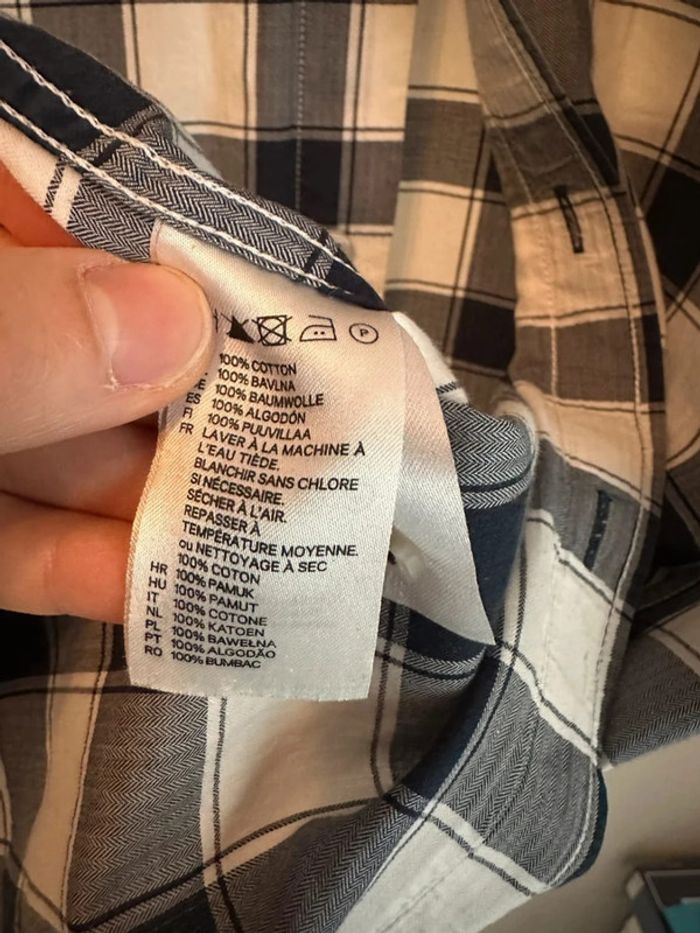 P
100% COTTON
100% BAVLNA
E 100% BAUMWOLLE
ES 100% ALGODÓN
FI 100% PUUVILLAA
FR LAVER À LA MACHINE À
L'EAU TIÈDE.
BLANCHIR SANS CHLORE
SI NÉCESSAIRE.
SÉCHER À L'AIR.
REPASSER À
TEMPÉRATURE MOYENNE.
OU NETTOYAGE À SEC
100% COTON
HR 100% PAMUK
HU 100% PAMUT
IT 100% COTONE
NL 100% KATOEN
PL 100% BAWEŁNA
PT 100% ALGODÃO
RO 100% BUMBAC